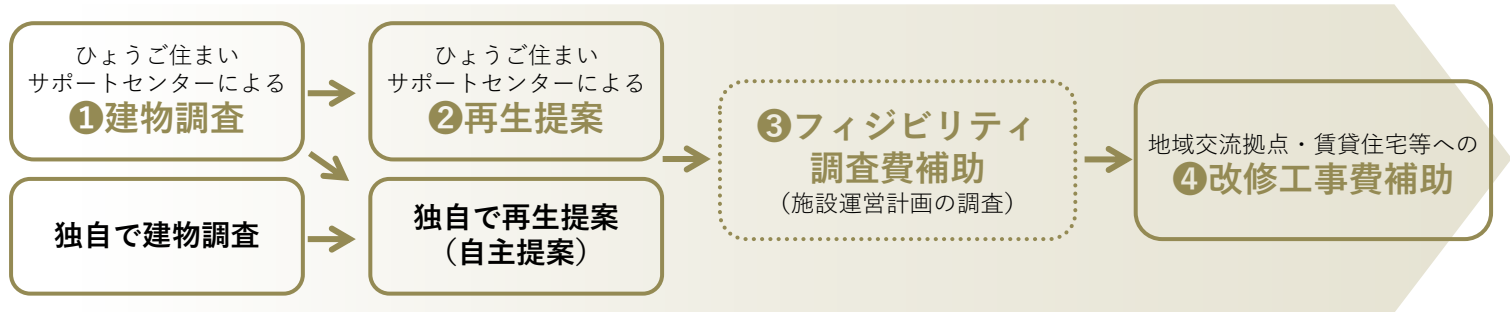 ひょうご住まい
サポートセンターによる
❶建物調査
ひょうご住まい
サポートセンターによる
❷再生提案
独自で建物調査
独自で再生提案
（自主提案）
❸フィジビリティ
調査費補助
（施設運営計画の調査）
地域交流拠点・賃貸住宅等への
❹改修工事費補助